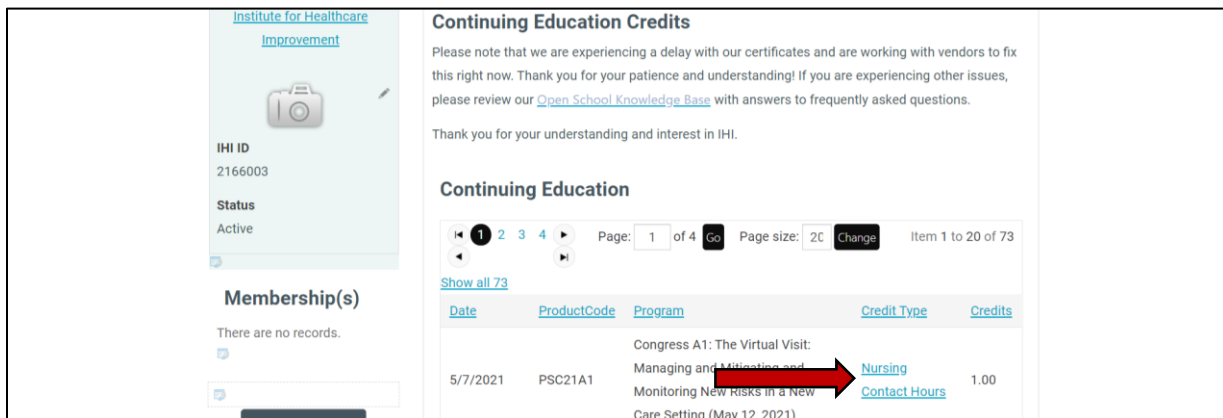 Institute for Healthcare
Improvement
IHI ID
2166003
Status
Active
Membership(s)
There are no records.
Continuing Education Credits
Please note that we are experiencing a delay with our certificates and are working with vendors to fix
this right now. Thank you for your patience and understanding! If you are experiencing other issues,
please review our Open School Knowledge Base with answers to frequently asked questions.
Thank you for your understanding and interest in IHI.
Continuing Education
1 2 3 4 Page: 1 of 4 Go Page size: 20 Change Item 1 to 20 of 73
Show all 73
Date ProductCode Program Credit Type Credits
Congress A1: The Virtual Visit:
Managing and Mitigating and Nursing
5/7/2021 PSC21A1 1.00
Monitoring New Risks in a New Contact Hours
Care Setting (May 12, 2021)